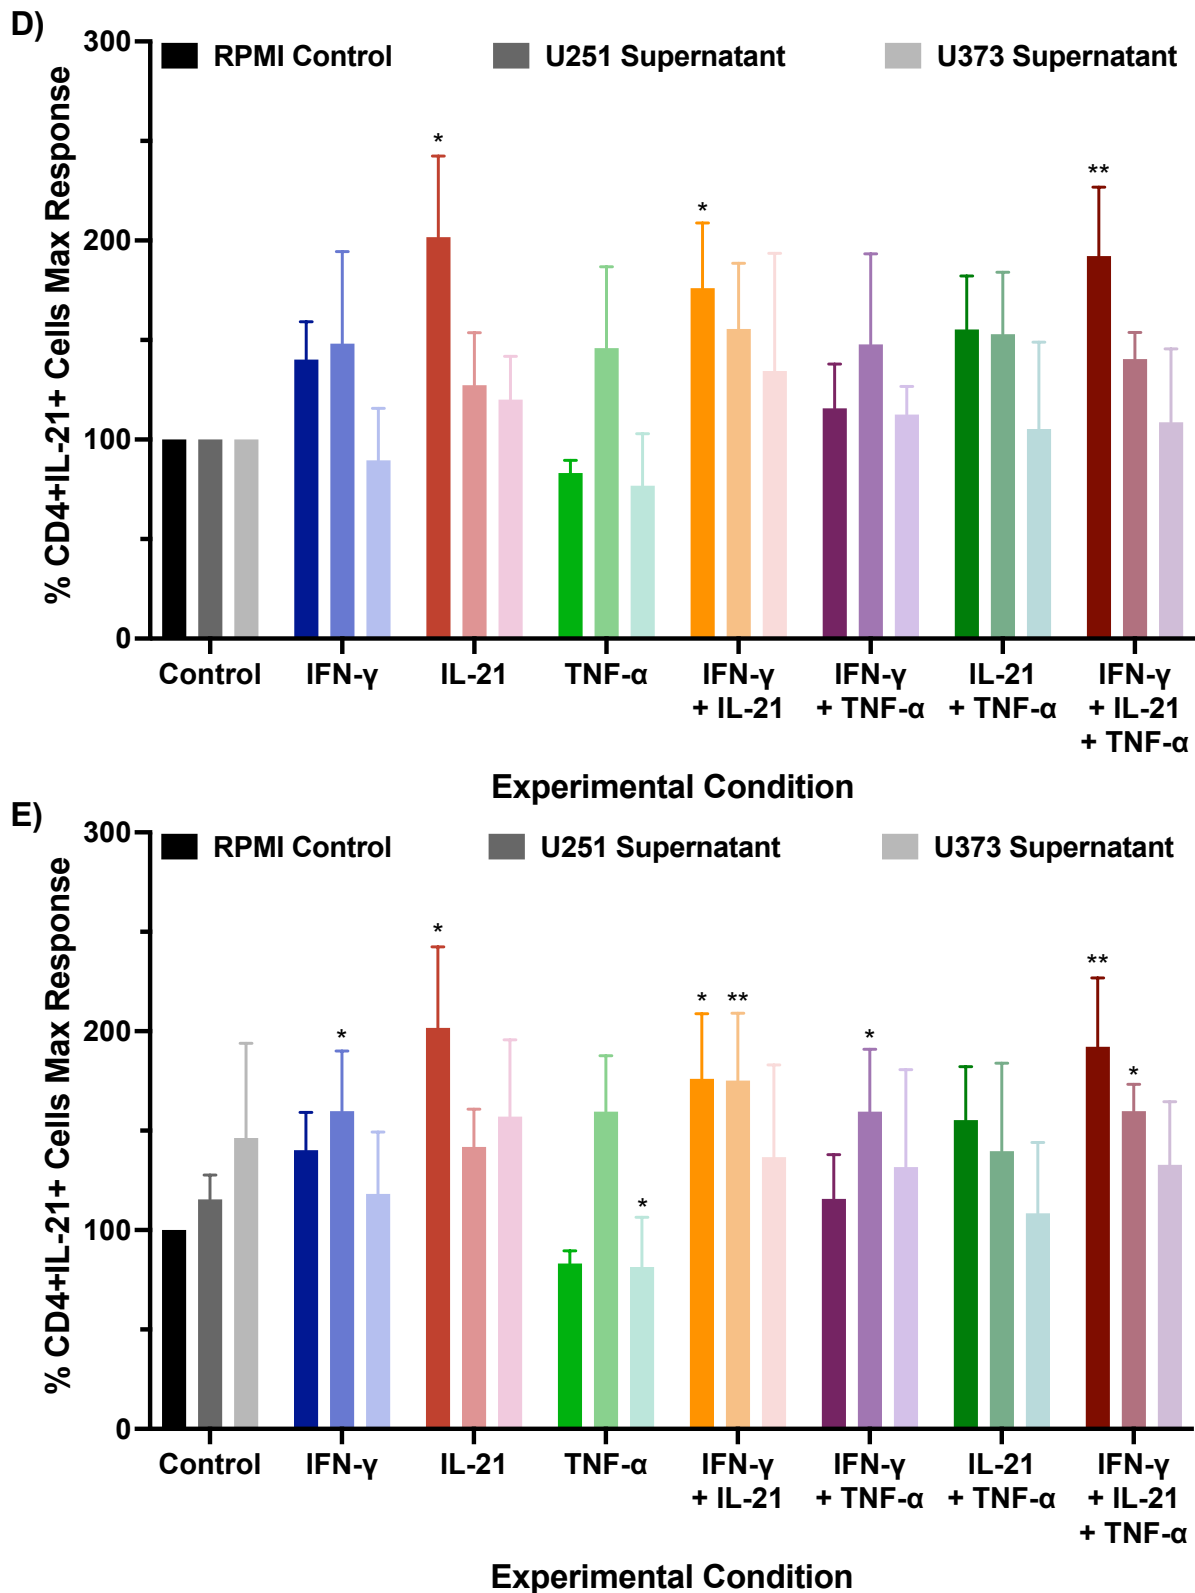 D)
RPMI Control U251 Supernatant U373 Supernatant
% CD4+IL-21+ Cells Max Response
300
200
100
0
*
*
**
Control IFN-γ IL-21 TNF-α IFN-γ IFN-γ IL-21 IFN-γ
+ IL-21 + TNF-α + TNF-α + IL-21
+ TNF-α
Experimental Condition
E)
RPMI Control U251 Supernatant U373 Supernatant
% CD4+IL-21+ Cells Max Response
300
200
100
0
*
*
*
*
**
*
**
*
Control IFN-γ IL-21 TNF-α IFN-γ IFN-γ IL-21 IFN-γ
+ IL-21 + TNF-α + TNF-α + IL-21
+ TNF-α
Experimental Condition